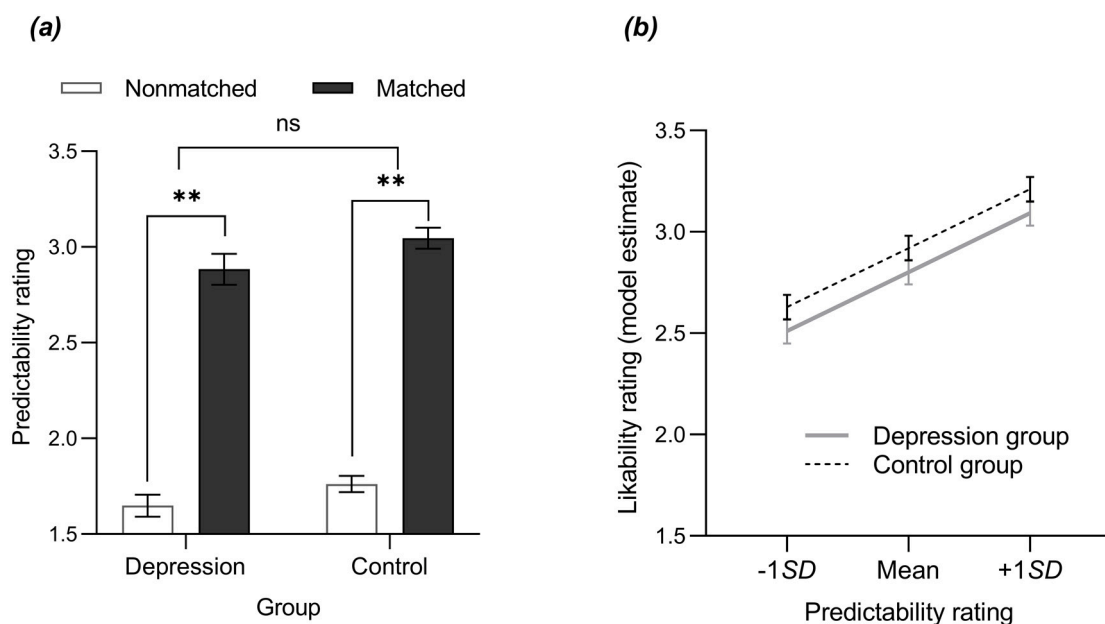 (a)
Nonmatched
Matched
ns
**
**
3.5
3.0
2.5
2.0
1.5
Predictability rating
Depression
Control
Group
(b)
3.5
3.0
2.5
2.0
1.5
Likability rating (model estimate)
Depression group
Control group
-1SD
Mean
+1SD
Predictability rating